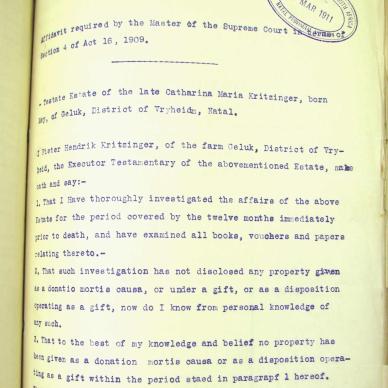 MAR 1911
Affidavit required by the Master of the Supreme Court in terms of
Section 4 of Act 16, 1909.
- Testate Estate of the late Catharina Maria Kritzinger, born
of Geluk, District of Vryheidm, Natal.
I Pieter Hendrik Kritzinger, of the farm Geluk, District of Vry-
heid, the Executor Testamentary of the abovementioned Estate, make
oath and say:-
1. That I Have thoroughly investigated the affairs of the above
Estate for the period covered by the twelve months immediately
prior to death, and have examined all books, vouchers and papers
relating thereto.-
2, That such investigation has not disclosed any property given
as a donatio mortis causa, or under a gift, or as a disposition
operating as a gift, now do I know from personal knowledge of
any such.
3. That to the best of my knowledge and belief no property has
been given as a donation mortis causa or as a disposition opera-
ting as a gift within the period staed in paragrapf 1 hereof.